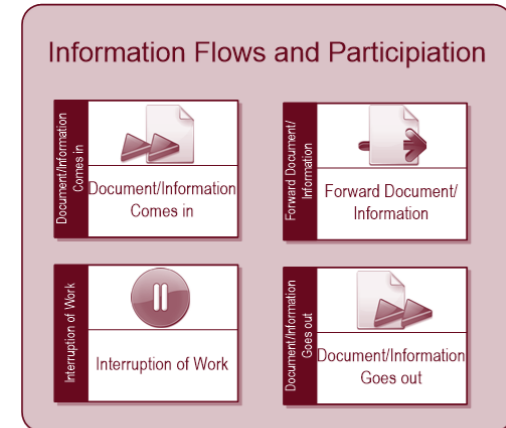 Information Flows and Participiation
Document/Information
Comes in
Document/Information
Comes in
Forward Document/
Information
Forward Document/
Information
Interruption of Work
Interruption of Work
Document/Information
Goes out
Document/Information
Goes out